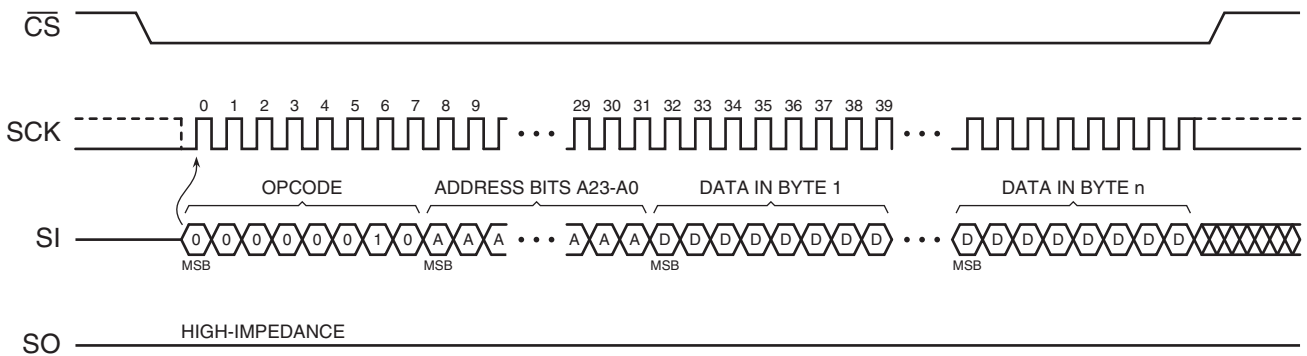 CS
0 1 2 3 4 5 6 7 8 9 29 30 31 32 33 34 35 36 37 38 39
SCK
OPCODE ADDRESS BITS A23-A0 DATA IN BYTE 1 DATA IN BYTE n
SI 0 0 0 0 0 0 1 0 A A A A A A D D D D D D D D D D D D D D D D
MSB MSB MSB MSB
HIGH-IMPEDANCE
SO